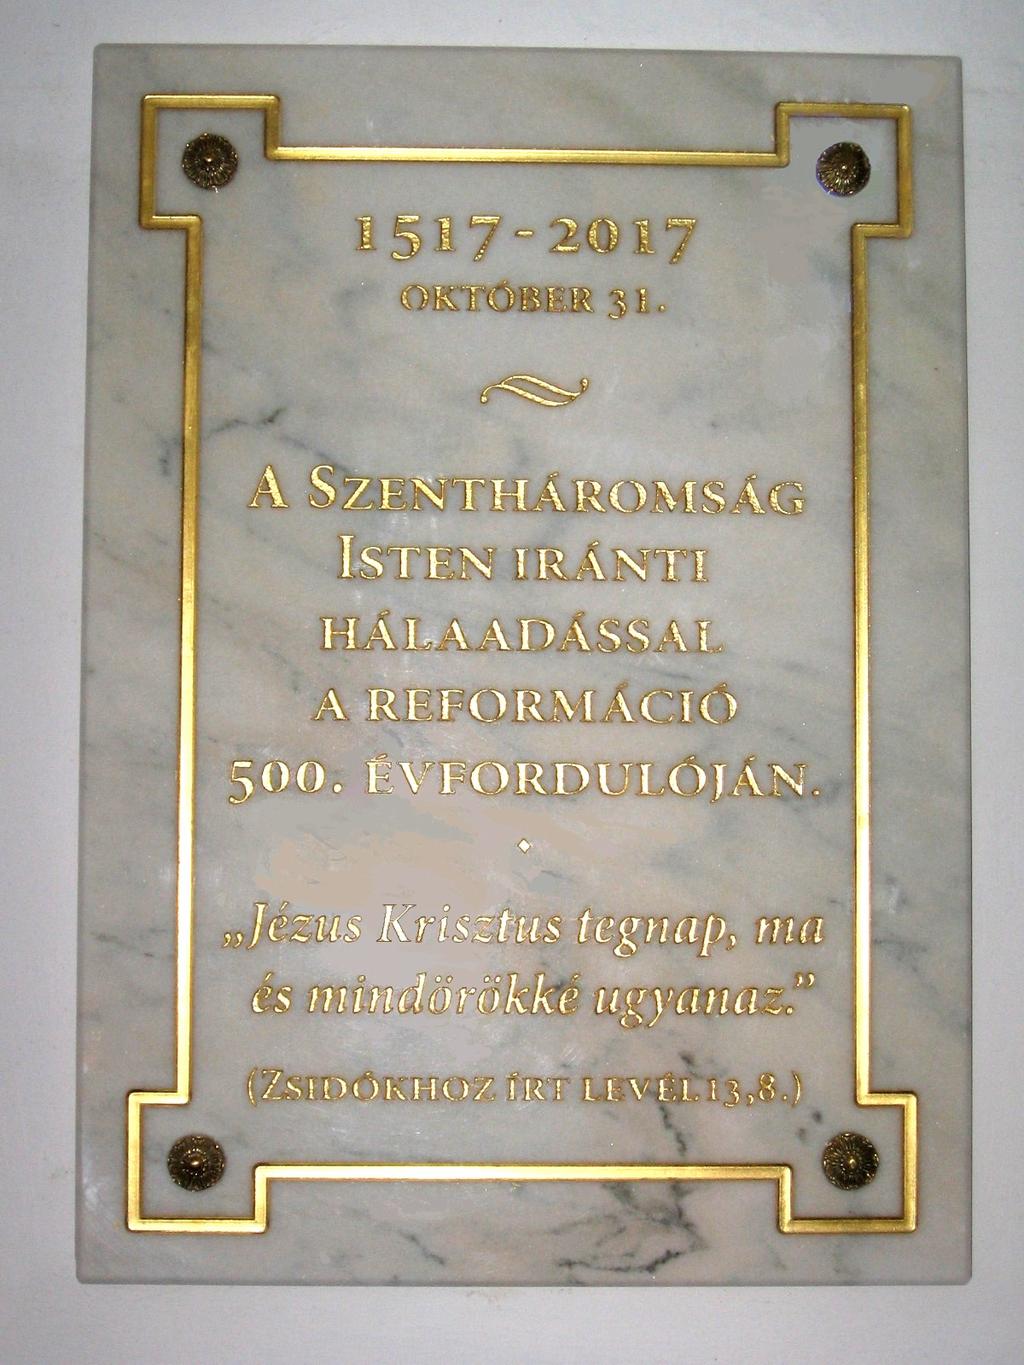 1517-2017
OKTÓBER 31.
A SZENTHÁROMSÁG
ISTEN IRÁNTI
HÁLAADÁSSAL
A REFORMÁCIÓ
500. ÉVFORDULÓJÁN.
„Jézus Krisztus tegnap, ma
és mindörökké ugyanaz.”
(ZSIDÓKHOZ ÍRT LEVÉL 13,8.)